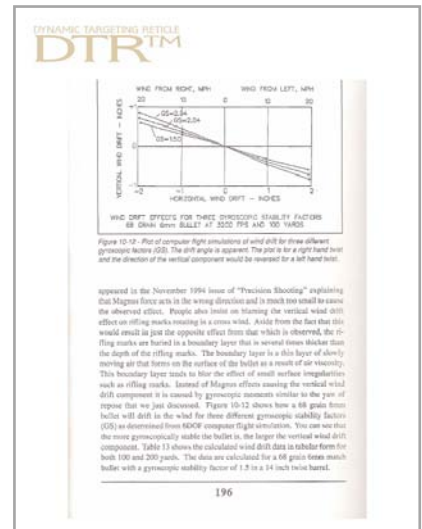 DYNAMIC TARGETING RETICLE
DTR™
WIND FROM RIGHT, MPH WIND FROM LEFT, MPH
20 10 0 10 20
VERTICAL WIND DRIFT - INCHES
GS=2.54
GS=2.04
GS=1.50
-2 -1 0 1 2
HORIZONTAL WIND DRIFT - INCHES
WIND DRIFT EFFECTS FOR THREE GYROSCOPIC STABILITY FACTORS
68 GRAIN 6mm BULLET AT 3200 FPS AND 100 YARDS
Figure 10-12 - Plot of computer flight simulations of wind drift for three different
gyroscopic factors (GS). The drift angle is apparent. The plot is for a right hand twist
and the direction of the vertical component would be reversed for a left hand twist.
appeared in the November 1994 issue of "Precision Shooting" explaining
that Magnus force acts in the wrong direction and is much too small to cause
the observed effect. People also insist on blaming the vertical wind drift
effect on rifling marks rotating in a cross wind. Aside from the fact that this
would result in just the opposite effect from that which is observed, the ri-
fling marks are buried in a boundary layer that is several times thicker than
the depth of the rifling marks. The boundary layer is a thin layer of slowly
moving air that forms on the surface of the bullet as a result of air viscosity.
This boundary layer tends to blur the effect of small surface irregularities
such as rifling marks. Instead of Magnus effects causing the vertical wind
drift component it is caused by gyroscopic moments similar to the yaw of
repose that we just discussed. Figure 10-12 shows how a 68 grain 6mm
bullet will drift in the wind for three different gyroscopic stability factors
(GS) as determined from 6DOF computer flight simulation. You can see that
the more gyroscopically stable the bullet is, the larger the vertical wind drift
component. Table 13 shows the calculated wind drift data in tabular form for
both 100 and 200 yards. The data are calculated for a 68 grain 6mm match
bullet with a gyroscopic stability factor of 1.5 in a 14 inch twist barrel.
196